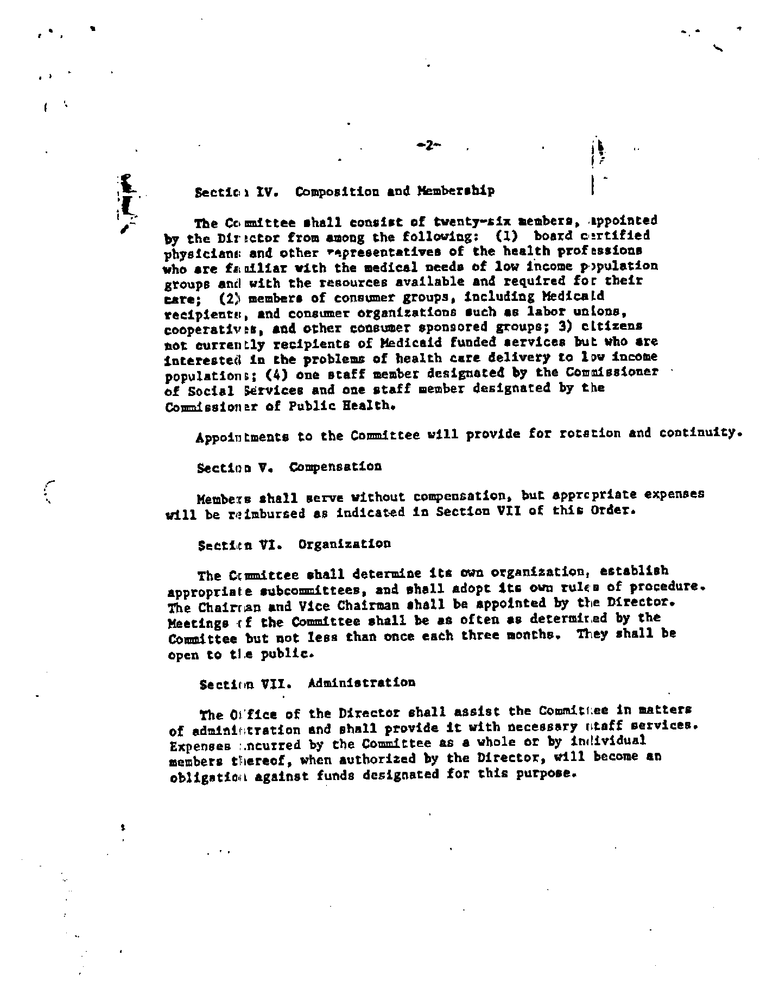 -2-
Section IV. Composition and Membership
The Committee shall consist of twenty-six members, appointed
by the Director from among the following: (1) board certified
physicians and other representatives of the health professions
who are familiar with the medical needs of low income population
groups and with the resources available and required for their
care; (2) members of consumer groups, including Medicaid
recipients, and consumer organizations such as labor unions,
cooperatives, and other consumer sponsored groups; 3) citizens
not currently recipients of Medicaid funded services but who are
interested in the problems of health care delivery to low income
populations; (4) one staff member designated by the Commissioner
of Social Services and one staff member designated by the
Commissioner of Public Health.
Appointments to the Committee will provide for rotation and continuity.
Section V. Compensation
Members shall serve without compensation, but appropriate expenses
will be reimbursed as indicated in Section VII of this Order.
Section VI. Organization
The Committee shall determine its own organization, establish
appropriate subcommittees, and shall adopt its own rules of procedure.
The Chairman and Vice Chairman shall be appointed by the Director.
Meetings of the Committee shall be as often as determined by the
Committee but not less than once each three months. They shall be
open to the public.
Section VII. Administration
The Office of the Director shall assist the Committee in matters
of administration and shall provide it with necessary staff services.
Expenses incurred by the Committee as a whole or by individual
members thereof, when authorized by the Director, will become an
obligation against funds designated for this purpose.